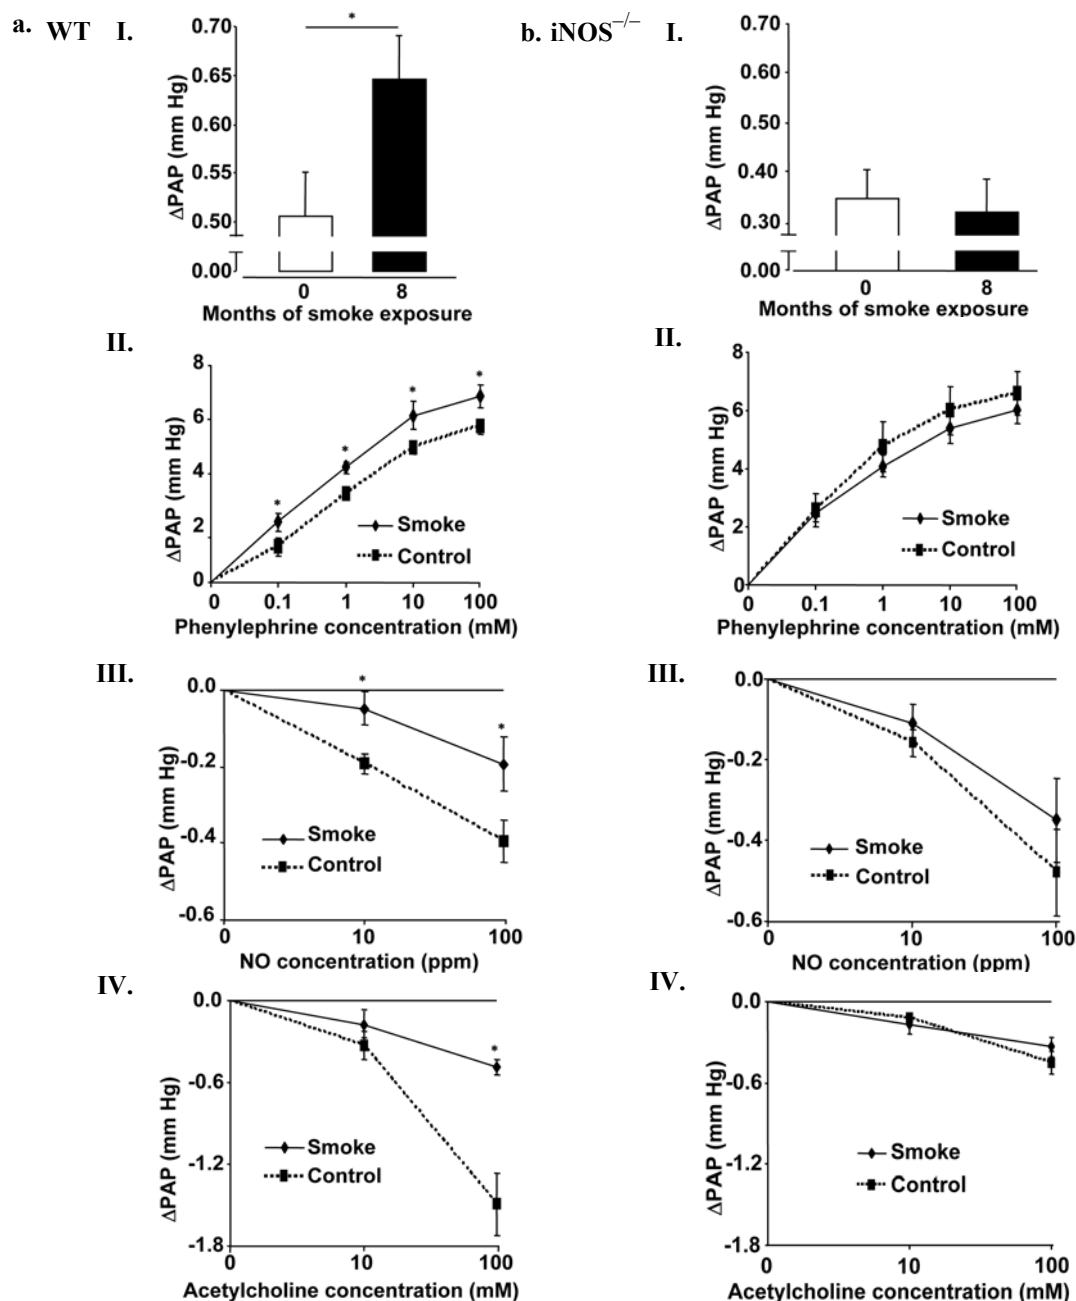 a. WT I.
*
0.70
0.65
0.60
0.55
0.50
0.00
ΔPAP (mm Hg)
0 8
Months of smoke exposure
b. iNOS−/− I.
0.70
0.60
0.50
0.40
0.30
0.00
ΔPAP (mm Hg)
0 8
Months of smoke exposure
II.
8
6
4
2
0
ΔPAP (mm Hg)
* * * *
Smoke
Control
0 0.1 1 10 100
Phenylephrine concentration (mM)
II.
8
6
4
2
0
ΔPAP (mm Hg)
Smoke
Control
0 0.1 1 10 100
Phenylephrine concentration (mM)
III.
0.0
-0.2
-0.4
-0.6
ΔPAP (mm Hg)
* *
Smoke
Control
0 10 100
NO concentration (ppm)
III.
0.0
-0.2
-0.4
-0.6
ΔPAP (mm Hg)
Smoke
Control
0 10 100
NO concentration (ppm)
IV.
0.0
-0.6
-1.2
-1.8
ΔPAP (mm Hg)
*
Smoke
Control
0 10 100
Acetylcholine concentration (mM)
IV.
0.0
-0.6
-1.2
-1.8
ΔPAP (mm Hg)
Smoke
Control
0 10 100
Acetylcholine concentration (mM)